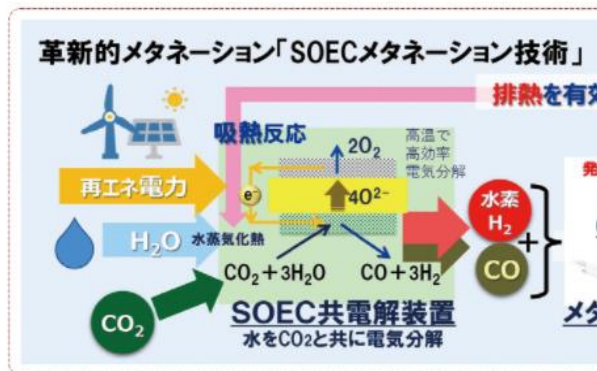 革新的メタネーション「SOECメタネーション技術」
排熱を有効
吸熱反応
2O₂
高温で
高効率
電気分解
再エネ電力
e⁻
4O²⁻
H₂O
水蒸気化熱
水素
H₂
CO
+
CO₂+3H₂O
CO+3H₂
CO₂
SOEC共電解装置
水をCO₂と共に電気分解
発
メタ